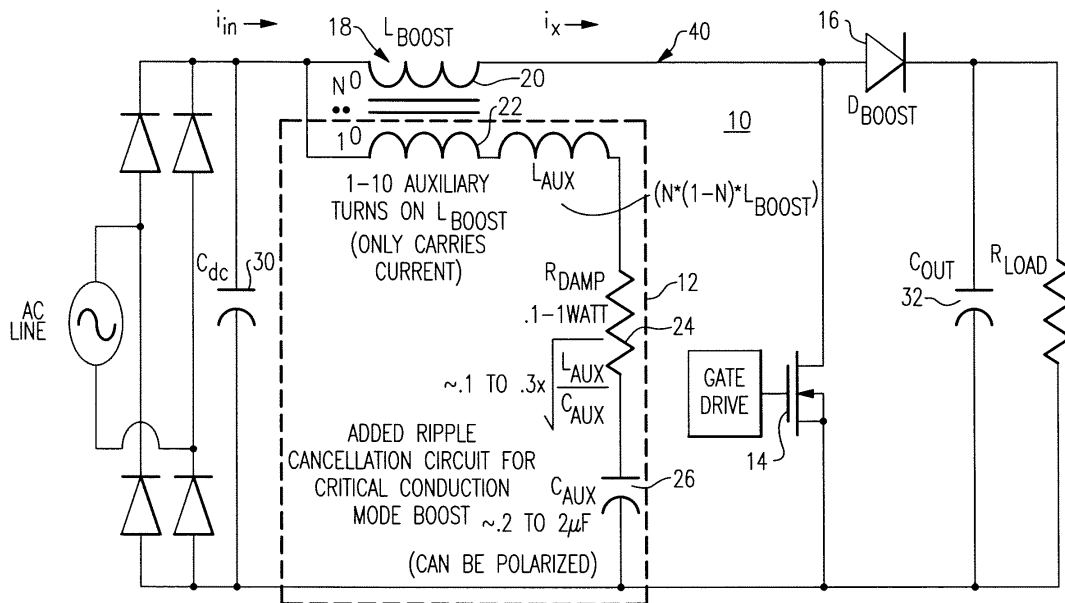 i_in → i_x →
18 L_BOOST
40
16
N
20
D_BOOST
10
1
22
L_AUX
(N*(1-N)*L_BOOST)
1-10 AUXILIARY
TURNS ON L_BOOST
(ONLY CARRIES
CURRENT)
C_dc 30
AC
LINE
R_DAMP
.1-1WATT
12
24
~.1 TO .3x √(L_AUX/C_AUX)
GATE
DRIVE
14
C_OUT
32
R_LOAD
ADDED RIPPLE
CANCELLATION CIRCUIT FOR
CRITICAL CONDUCTION
MODE BOOST
C_AUX 26
~.2 TO 2μF
(CAN BE POLARIZED)